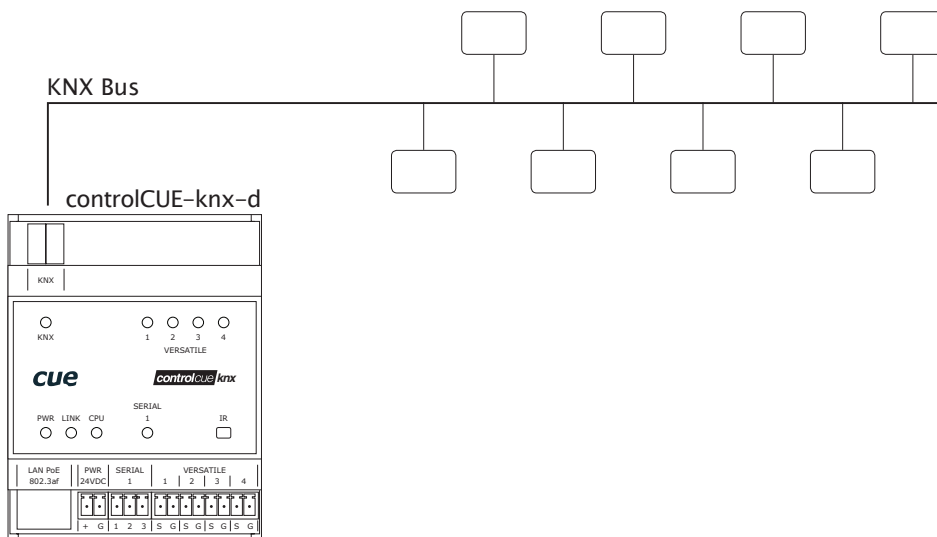 KNX Bus
controlCUE-knx-d
KNX
KNX
1 2 3 4
VERSATILE
cue
controlcue knx
SERIAL
PWR LINK CPU 1 IR
LAN PoE PWR SERIAL VERSATILE
802.3af 24VDC 1 1 2 3 4
+ G 1 2 3 S G S G S G S G